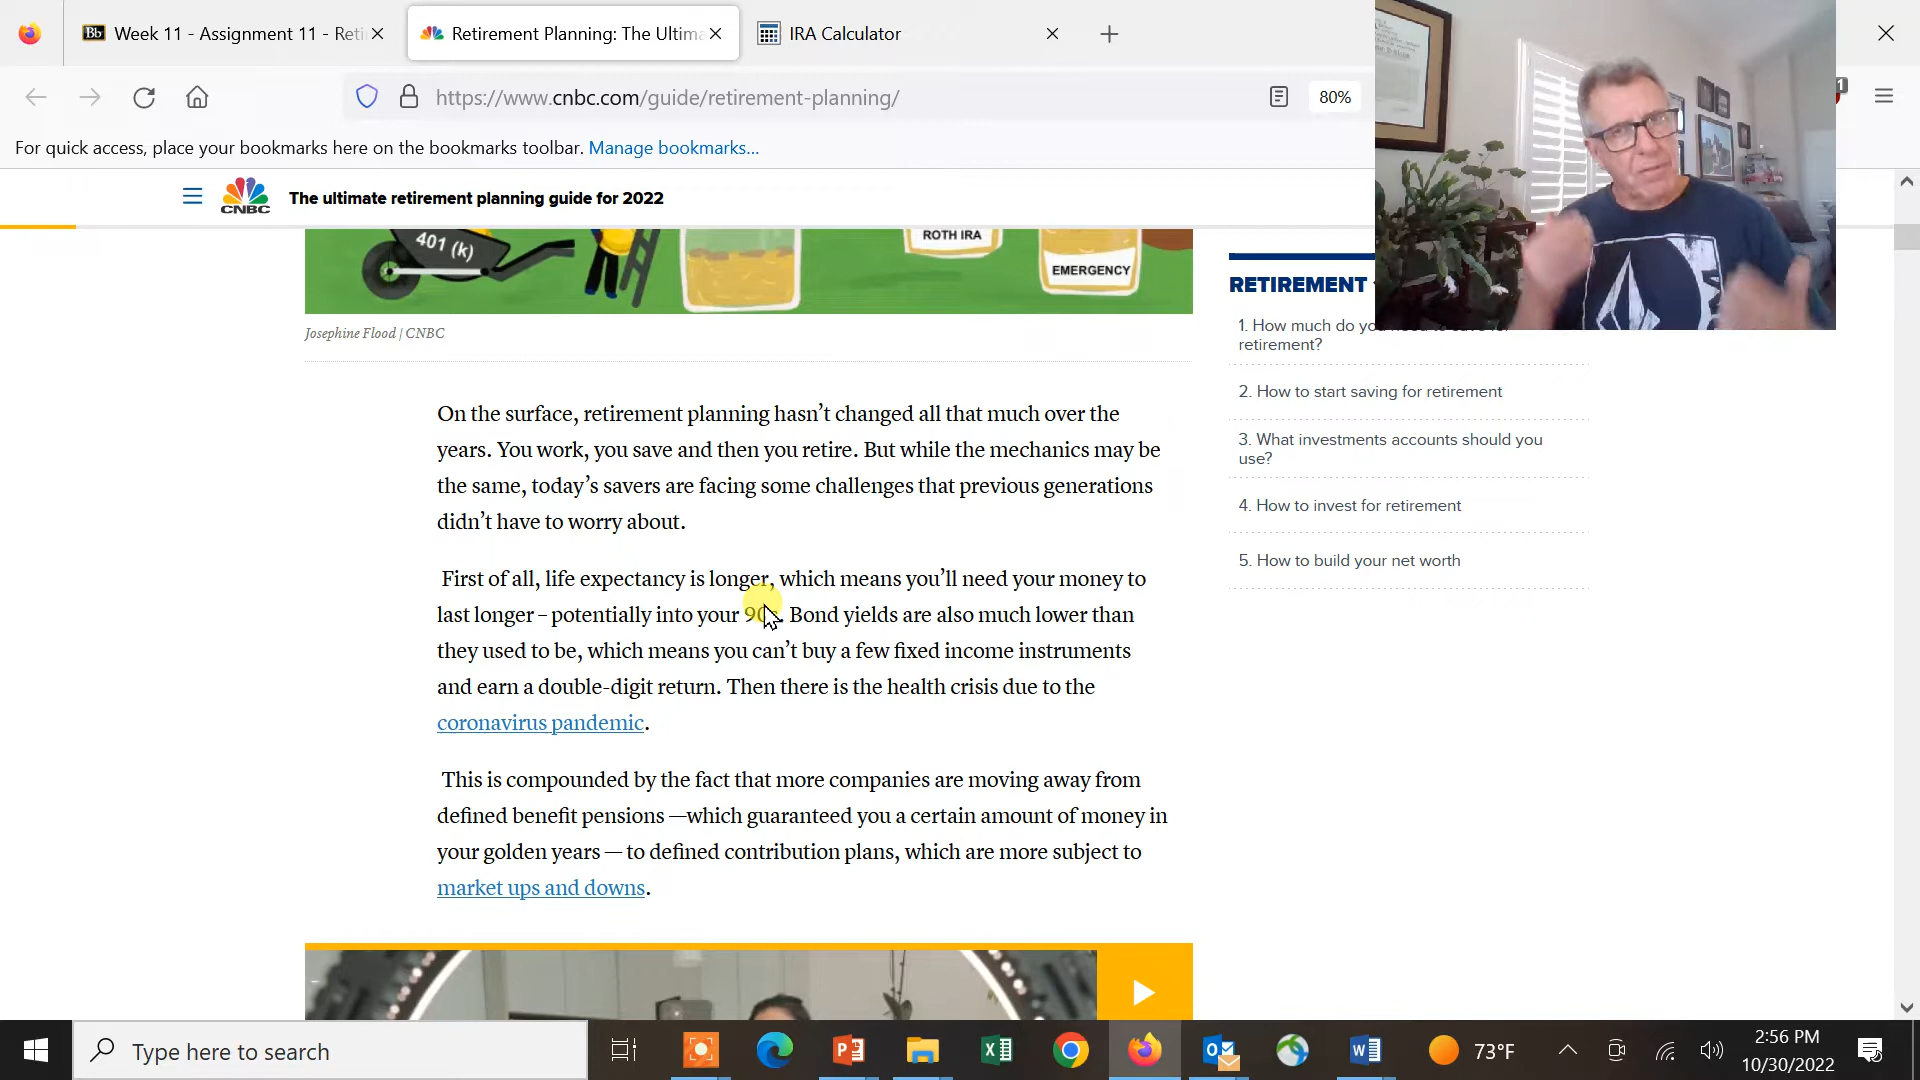 Bb Week 11 - Assignment 11 - Reti
Retirement Planning: The Ultima
IRA Calculator
https://www.cnbc.com/guide/retirement-planning/
80%
1
For quick access, place your bookmarks here on the bookmarks toolbar. Manage bookmarks...
CNBC
The ultimate retirement planning guide for 2022
401 (k)
ROTH IRA
EMERGENCY
Josephine Flood | CNBC
On the surface, retirement planning hasn't changed all that much over the
years. You work, you save and then you retire. But while the mechanics may be
the same, today's savers are facing some challenges that previous generations
didn't have to worry about.
First of all, life expectancy is longer, which means you'll need your money to
last longer – potentially into your 90s. Bond yields are also much lower than
they used to be, which means you can't buy a few fixed income instruments
and earn a double-digit return. Then there is the health crisis due to the
coronavirus pandemic.
This is compounded by the fact that more companies are moving away from
defined benefit pensions —which guaranteed you a certain amount of money in
your golden years — to defined contribution plans, which are more subject to
market ups and downs.
RETIREMENT
1. How much do you need to save for
retirement?
2. How to start saving for retirement
3. What investments accounts should you
use?
4. How to invest for retirement
5. How to build your net worth
Type here to search
73°F
2:56 PM
10/30/2022